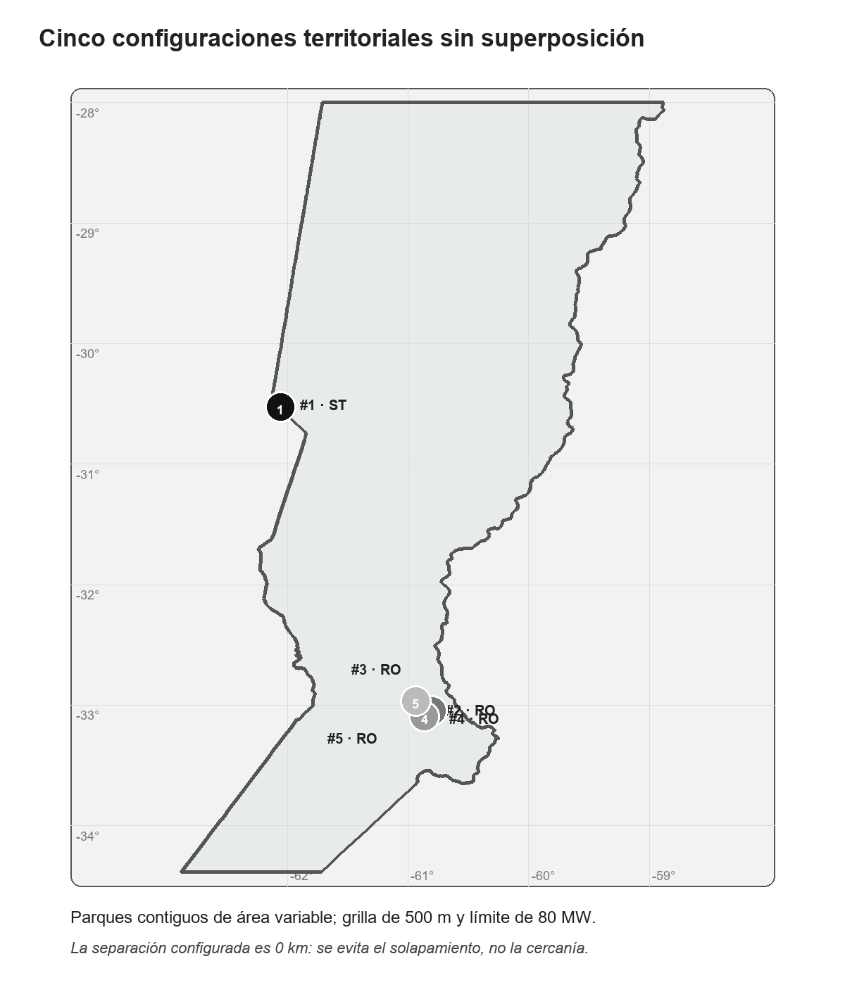 Cinco configuraciones territoriales sin superposición
-28°
-29°
-30°
1
#1 · ST
-31°
-32°
#3 · RO
5
#2 · RO
4
#4 · RO
-33°
#5 · RO
-34°
-62°
-61°
-60°
-59°
Parques contiguos de área variable; grilla de 500 m y límite de 80 MW.
La separación configurada es 0 km: se evita el solapamiento, no la cercanía.